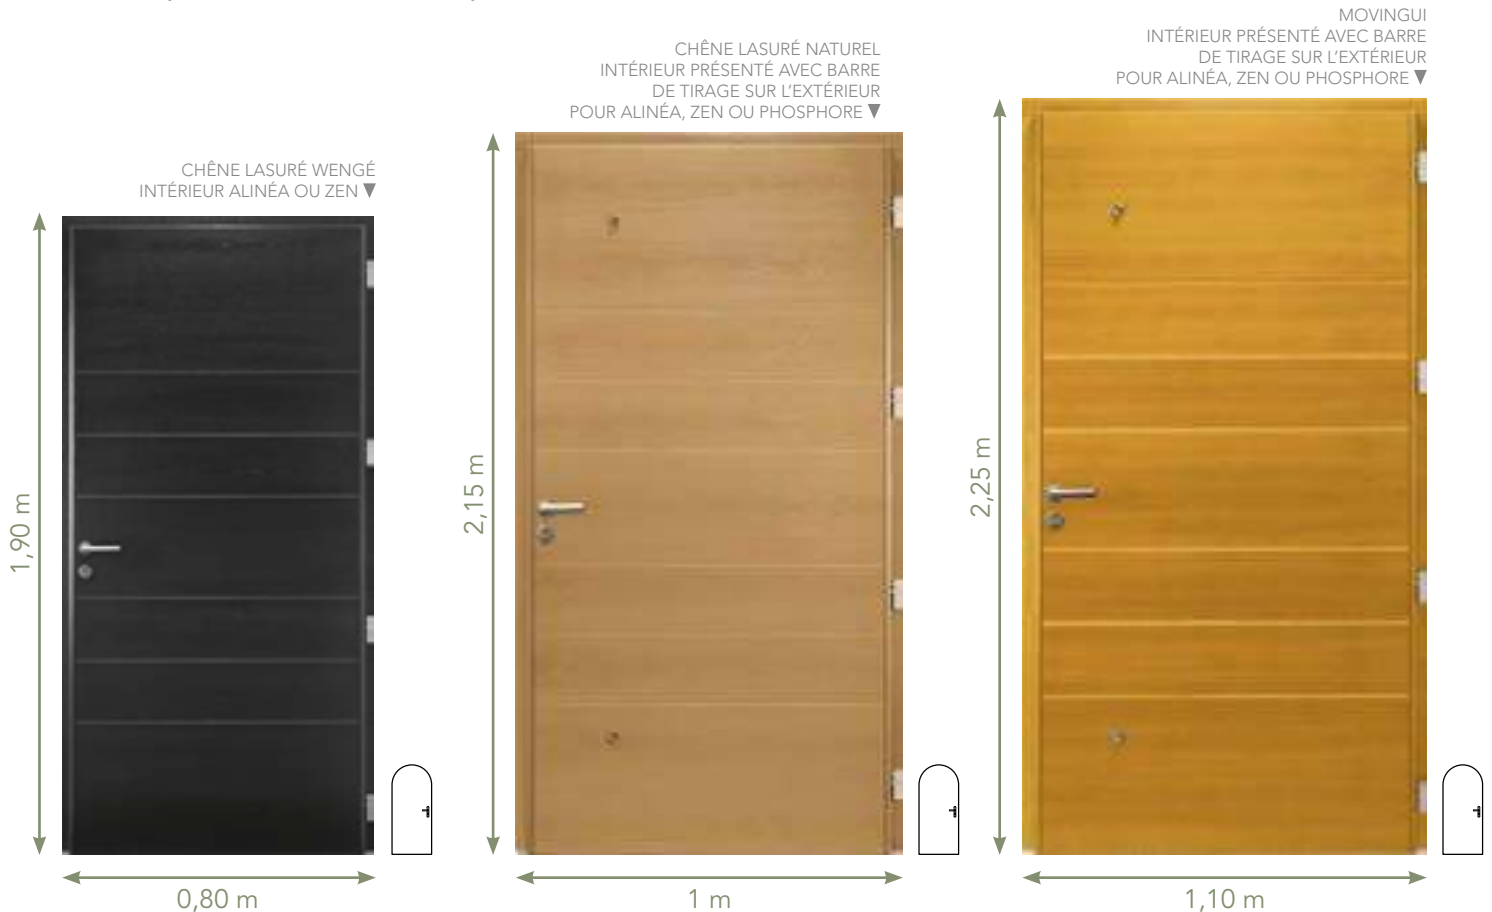 MOVINGUI
INTÉRIEUR PRÉSENTÉ AVEC BARRE
DE TIRAGE SUR L'EXTÉRIEUR
POUR ALINÉA, ZEN OU PHOSPHORE
CHÊNE LASURÉ NATUREL
INTÉRIEUR PRÉSENTÉ AVEC BARRE
DE TIRAGE SUR L'EXTÉRIEUR
POUR ALINÉA, ZEN OU PHOSPHORE
CHÊNE LASURÉ WENGÉ
INTÉRIEUR ALINÉA OU ZEN
1,90 m
2,15 m
2,25 m
0,80 m
1 m
1,10 m